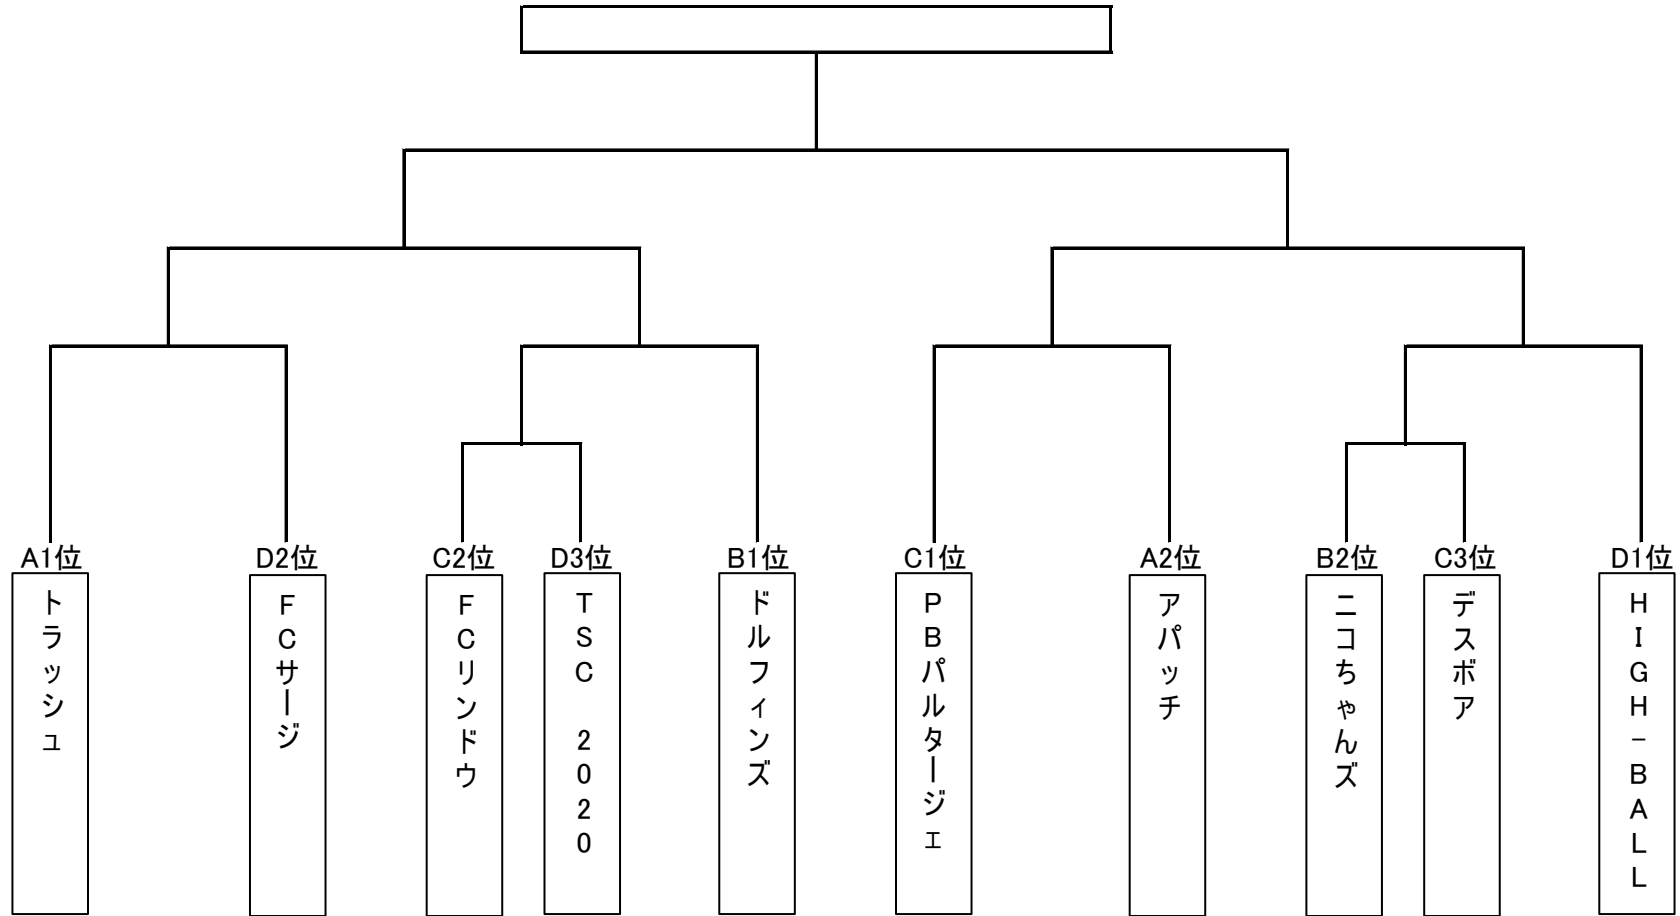 A1位
D2位
C2位
D3位
B1位
C1位
A2位
B2位
C3位
D1位
トラッシュ
FCサージ
FCリンドウ
TSC 2020
ドルフィンズ
PBパルタージェ
アパッチ
ニコちゃんズ
デスボア
HIGH-BALL